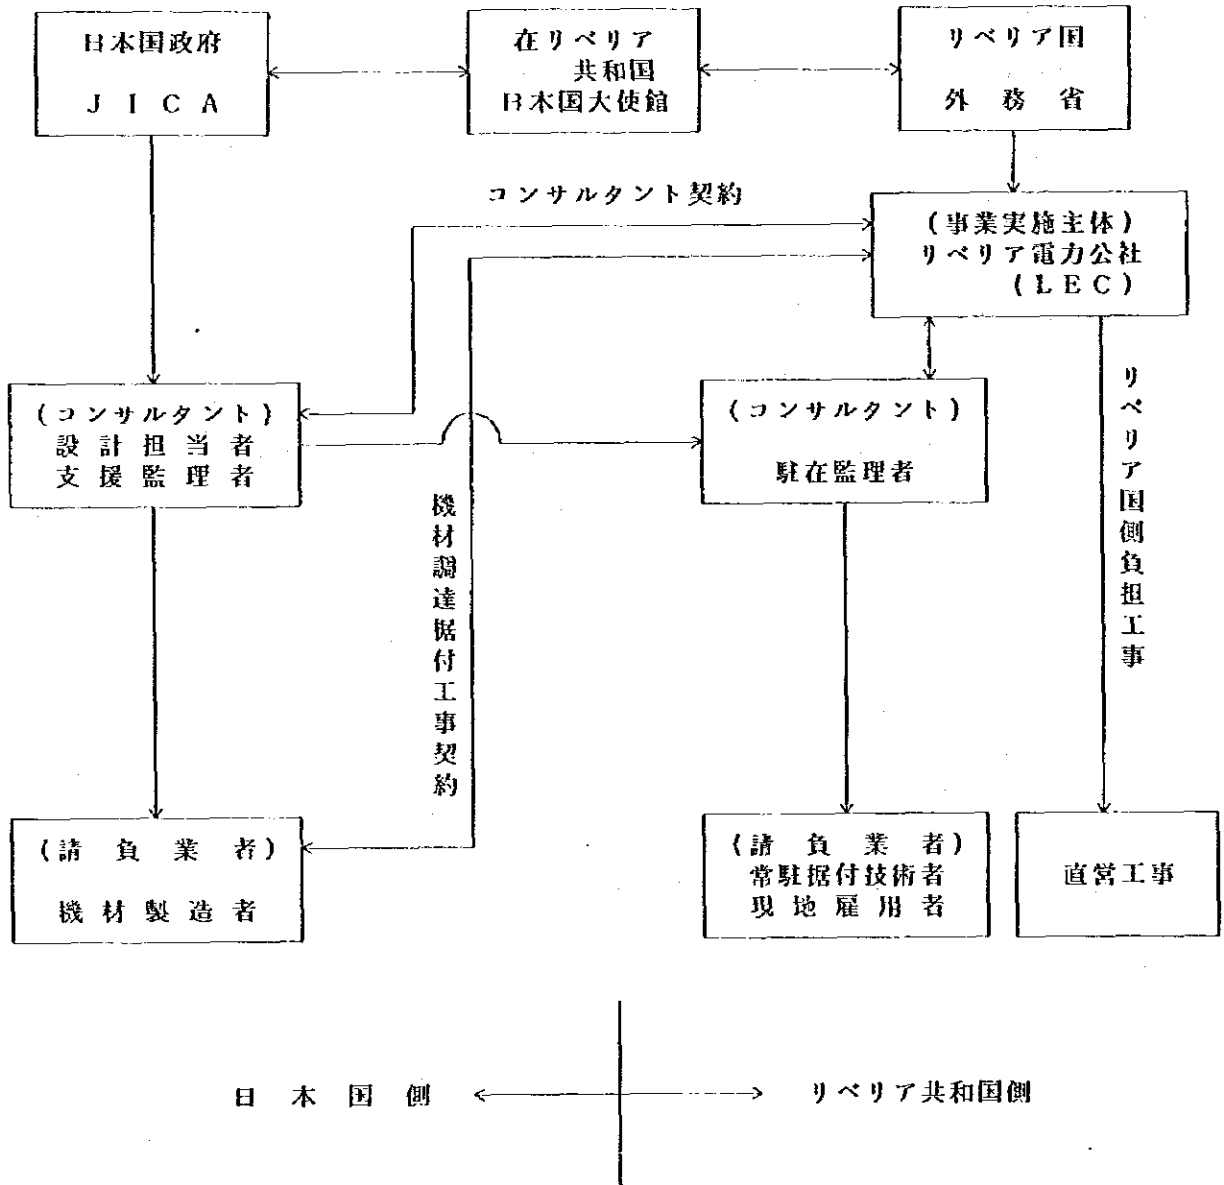 日本国政府
JICA
在リベリア
共和国
日本国大使館
リベリア国
外務省
コンサルタント契約
(事業実施主体)
リベリア電力公社
(LEC)
(コンサルタント)
設計担当者
支援監理者
(コンサルタント)
駐在監理者
リベリア国側負担工事
機材調達据付工事契約
(請負業者)
機材製造者
(請負業者)
常駐据付技術者
現地雇用者
直営工事
日本国側
リベリア共和国側